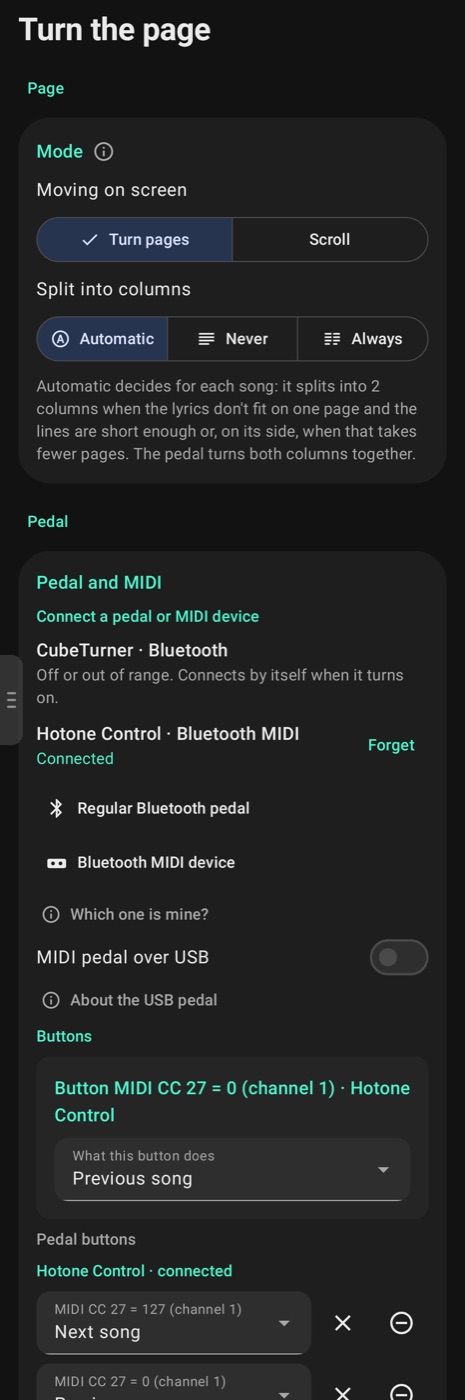 Turn the page
Page
Mode
Moving on screen
Turn pages
Scroll
Split into columns
Automatic
Never
Always
Automatic decides for each song: it splits into 2
columns when the lyrics don't fit on one page and the
lines are short enough or, on its side, when that takes
fewer pages. The pedal turns both columns together.
Pedal
Pedal and MIDI
Connect a pedal or MIDI device
CubeTurner · Bluetooth
Off or out of range. Connects by itself when it turns
on.
Hotone Control · Bluetooth MIDI
Connected
Forget
Regular Bluetooth pedal
Bluetooth MIDI device
Which one is mine?
MIDI pedal over USB
About the USB pedal
Buttons
Button MIDI CC 27 = 0 (channel 1) · Hotone
Control
What this button does
Previous song
Pedal buttons
Hotone Control · connected
MIDI CC 27 = 127 (channel 1)
Next song
MIDI CC 27 = 0 (channel 1)